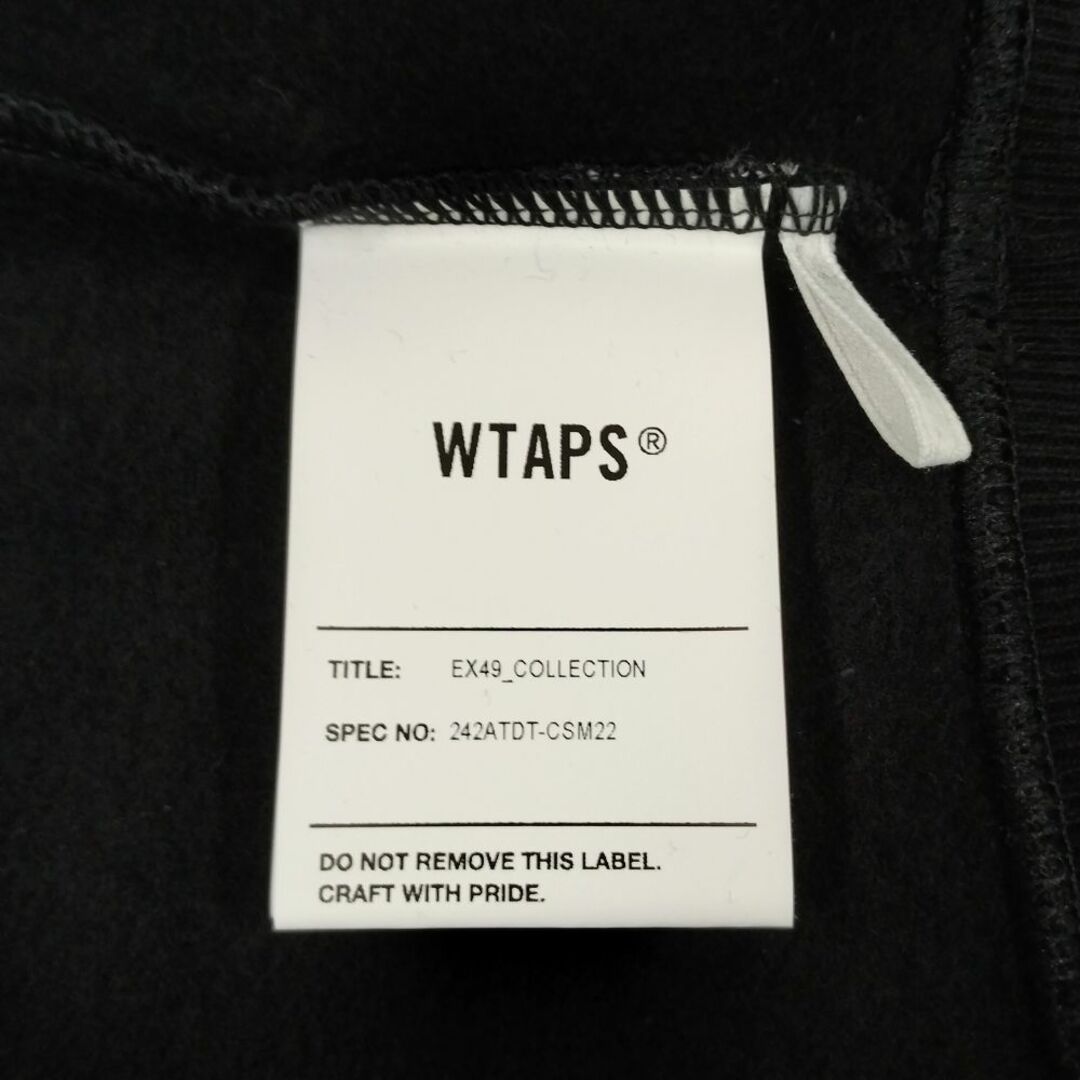 WTAPS®
TITLE: EX49_COLLECTION
SPEC NO: 242ATDT-CSM22
DO NOT REMOVE THIS LABEL.
CRAFT WITH PRIDE.